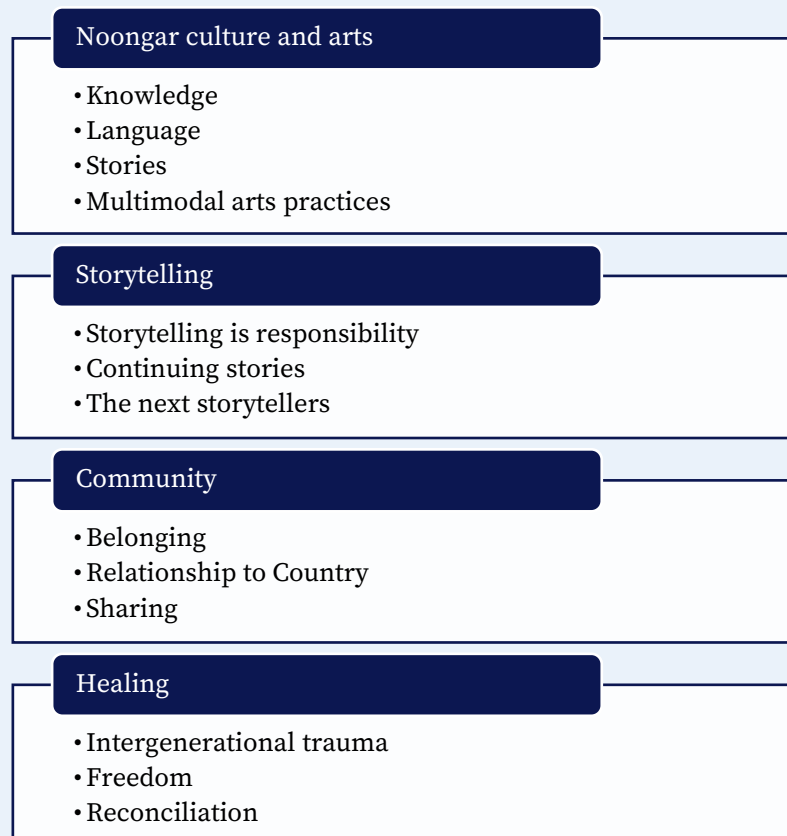 Noongar culture and arts
• Knowledge
• Language
• Stories
• Multimodal arts practices
Storytelling
• Storytelling is responsibility
• Continuing stories
• The next storytellers
Community
• Belonging
• Relationship to Country
• Sharing
Healing
• Intergenerational trauma
• Freedom
• Reconciliation